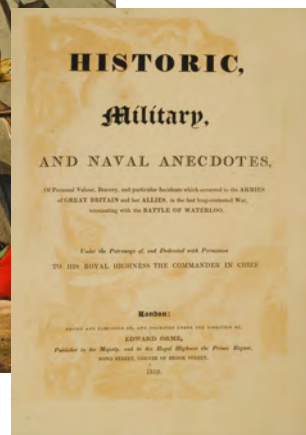 HISTORIC,
Military,
AND NAVAL ANECDOTES,
Of Personal Valour, Bravery, and particular Incidents which occurred to the ARMIES
of GREAT BRITAIN and her ALLIES, in the last long-contested War,
terminating with the BATTLE OF WATERLOO.
Under the Patronage of, and Dedicated with Permission
TO HIS ROYAL HIGHNESS THE COMMANDER IN CHIEF
London:
EDWARD ORME,
Publisher to his Majesty, and to his Royal Highness the Prince Regent,
BOND STREET, CORNER OF BROOK STREET.